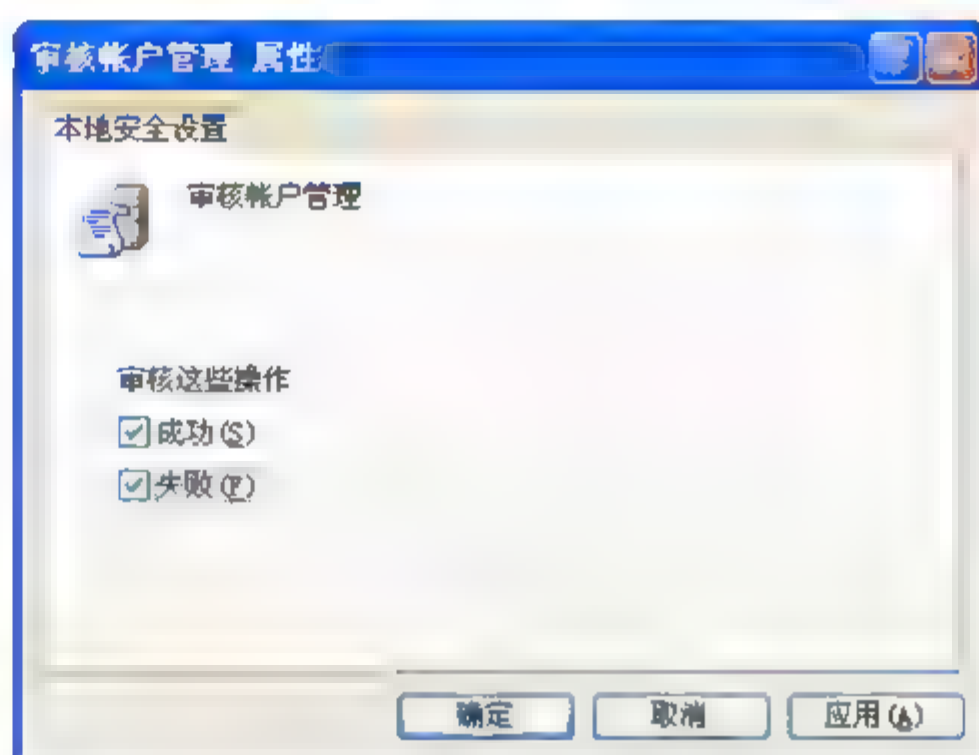 审核帐户管理 属性
本地安全设置
审核帐户管理
审核这些操作
成功(S)
失败(F)
确定
取消
应用(A)